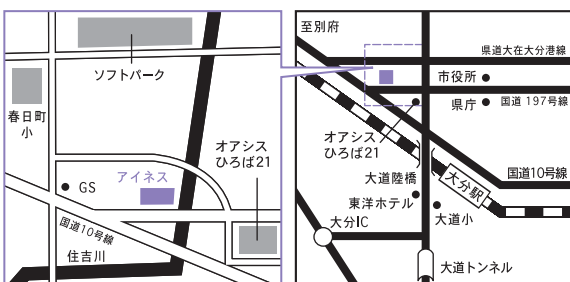 ソフトパーク
春日町
小
オアシス
ひろば21
アイネス
GS
国道10号線
住吉川
至別府
県道大在大分港線
市役所
県庁
国道 197号線
オアシス
ひろば21
国道10号線
大道陸橋
大分駅
東洋ホテル
大道小
大分IC
大道トンネル